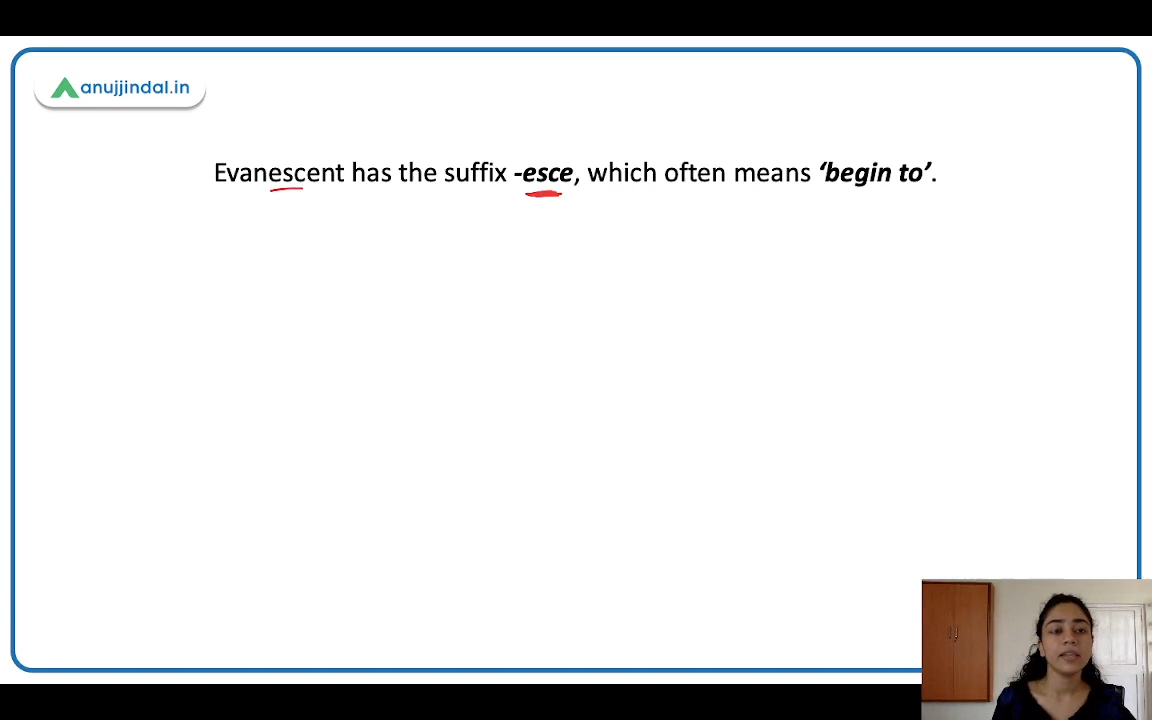 anujjindal.in
Evanescent has the suffix -esce, which often means ‘begin to’.